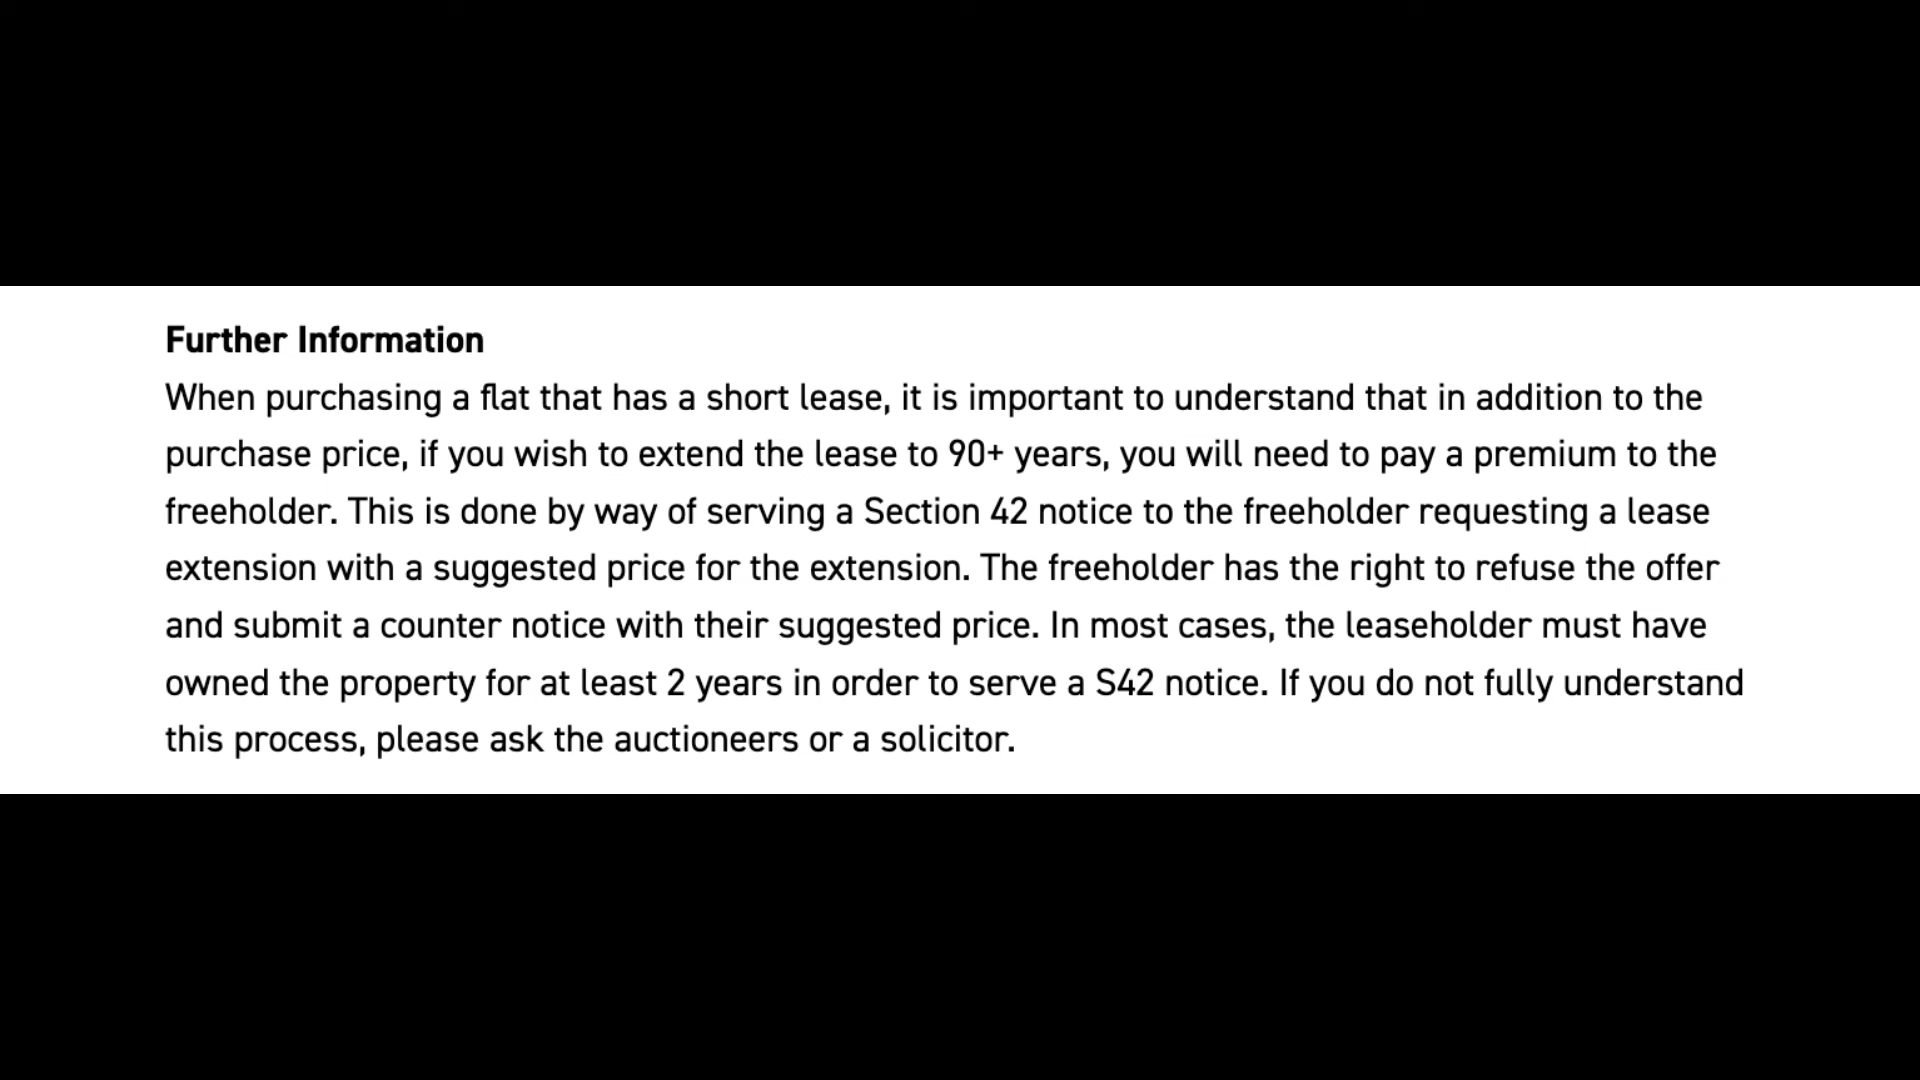 Further Information
When purchasing a flat that has a short lease, it is important to understand that in addition to the
purchase price, if you wish to extend the lease to 90+ years, you will need to pay a premium to the
freeholder. This is done by way of serving a Section 42 notice to the freeholder requesting a lease
extension with a suggested price for the extension. The freeholder has the right to refuse the offer
and submit a counter notice with their suggested price. In most cases, the leaseholder must have
owned the property for at least 2 years in order to serve a S42 notice. If you do not fully understand
this process, please ask the auctioneers or a solicitor.